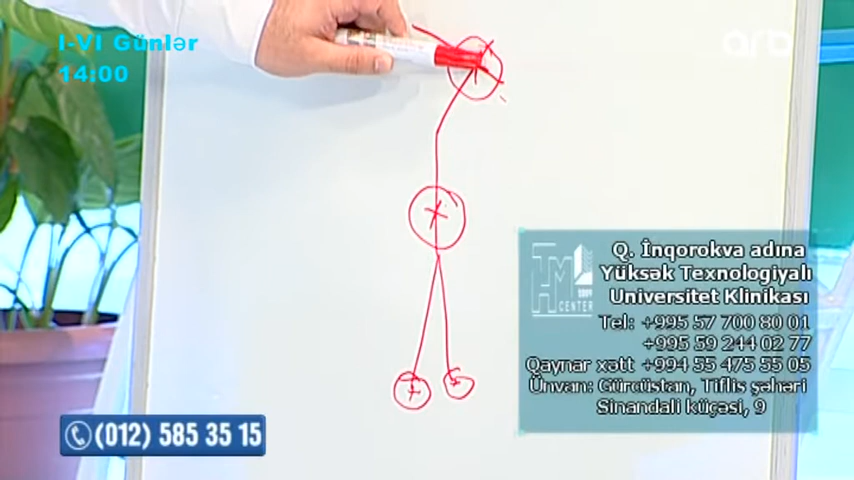 I-VI Günlər
14:00
arb
Q. İnqorokva adına
Yüksək Texnologiyalı
Universitet Klinikası
HTM
CENTER
Tel: +995 57 700 80 01
+995 59 244 02 77
Qaynar xətt +994 55 475 55 05
Ünvan: Gürcüstan, Tiflis şəhəri
Sinandali küçəsi, 9
(012) 585 35 15